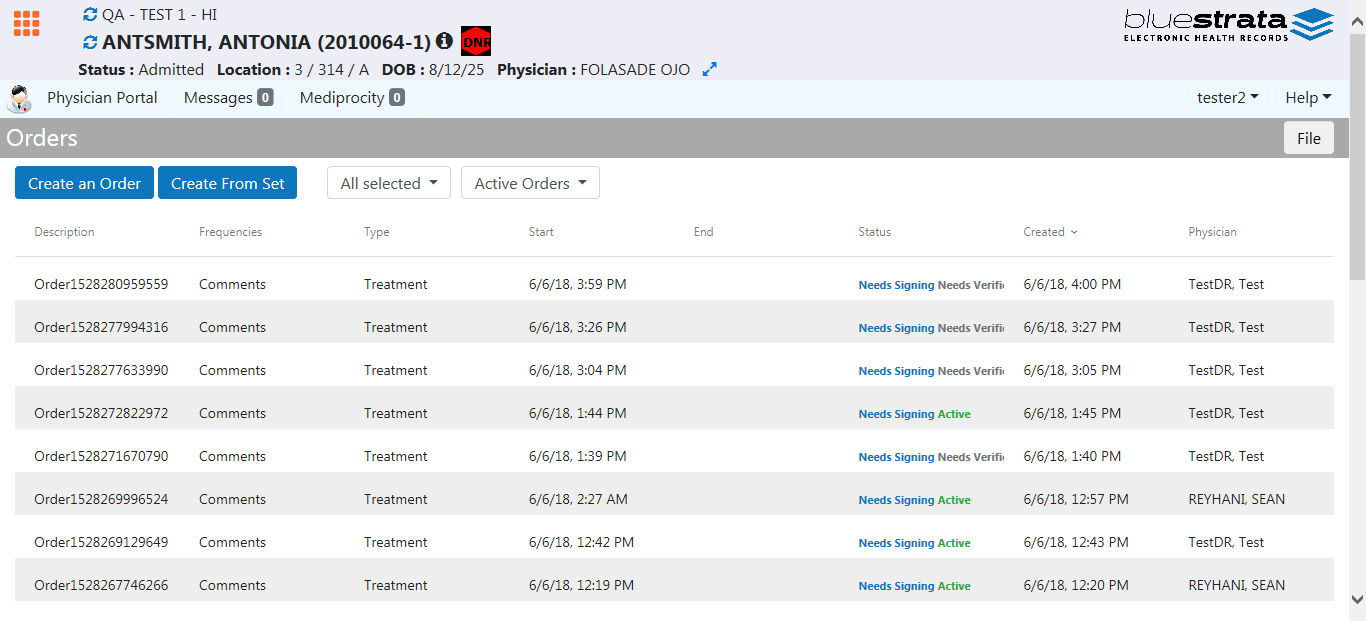 QA - TEST 1 - HI
bluestrata
ELECTRONIC HEALTH RECORDS
ANTSMITH, ANTONIA (2010064-1) DNR
Status : Admitted Location : 3 / 314 / A DOB : 8/12/25 Physician : FOLASADE OJO
Physician Portal Messages 0 Mediprocity 0 tester2 Help
Orders File
Create an Order Create From Set All selected Active Orders
Description Frequencies Type Start End Status Created Physician
Order1528280959559 Comments Treatment 6/6/18, 3:59 PM Needs Signing Needs Verifi 6/6/18, 4:00 PM TestDR, Test
Order1528277994316 Comments Treatment 6/6/18, 3:26 PM Needs Signing Needs Verifi 6/6/18, 3:27 PM TestDR, Test
Order1528277633990 Comments Treatment 6/6/18, 3:04 PM Needs Signing Needs Verifi 6/6/18, 3:05 PM TestDR, Test
Order1528272822972 Comments Treatment 6/6/18, 1:44 PM Needs Signing Active 6/6/18, 1:45 PM TestDR, Test
Order1528271670790 Comments Treatment 6/6/18, 1:39 PM Needs Signing Needs Verifi 6/6/18, 1:40 PM TestDR, Test
Order1528269996524 Comments Treatment 6/6/18, 2:27 AM Needs Signing Active 6/6/18, 12:57 PM REYHANI, SEAN
Order1528269129649 Comments Treatment 6/6/18, 12:42 PM Needs Signing Active 6/6/18, 12:43 PM TestDR, Test
Order1528267746266 Comments Treatment 6/6/18, 12:19 PM Needs Signing Active 6/6/18, 12:20 PM REYHANI, SEAN